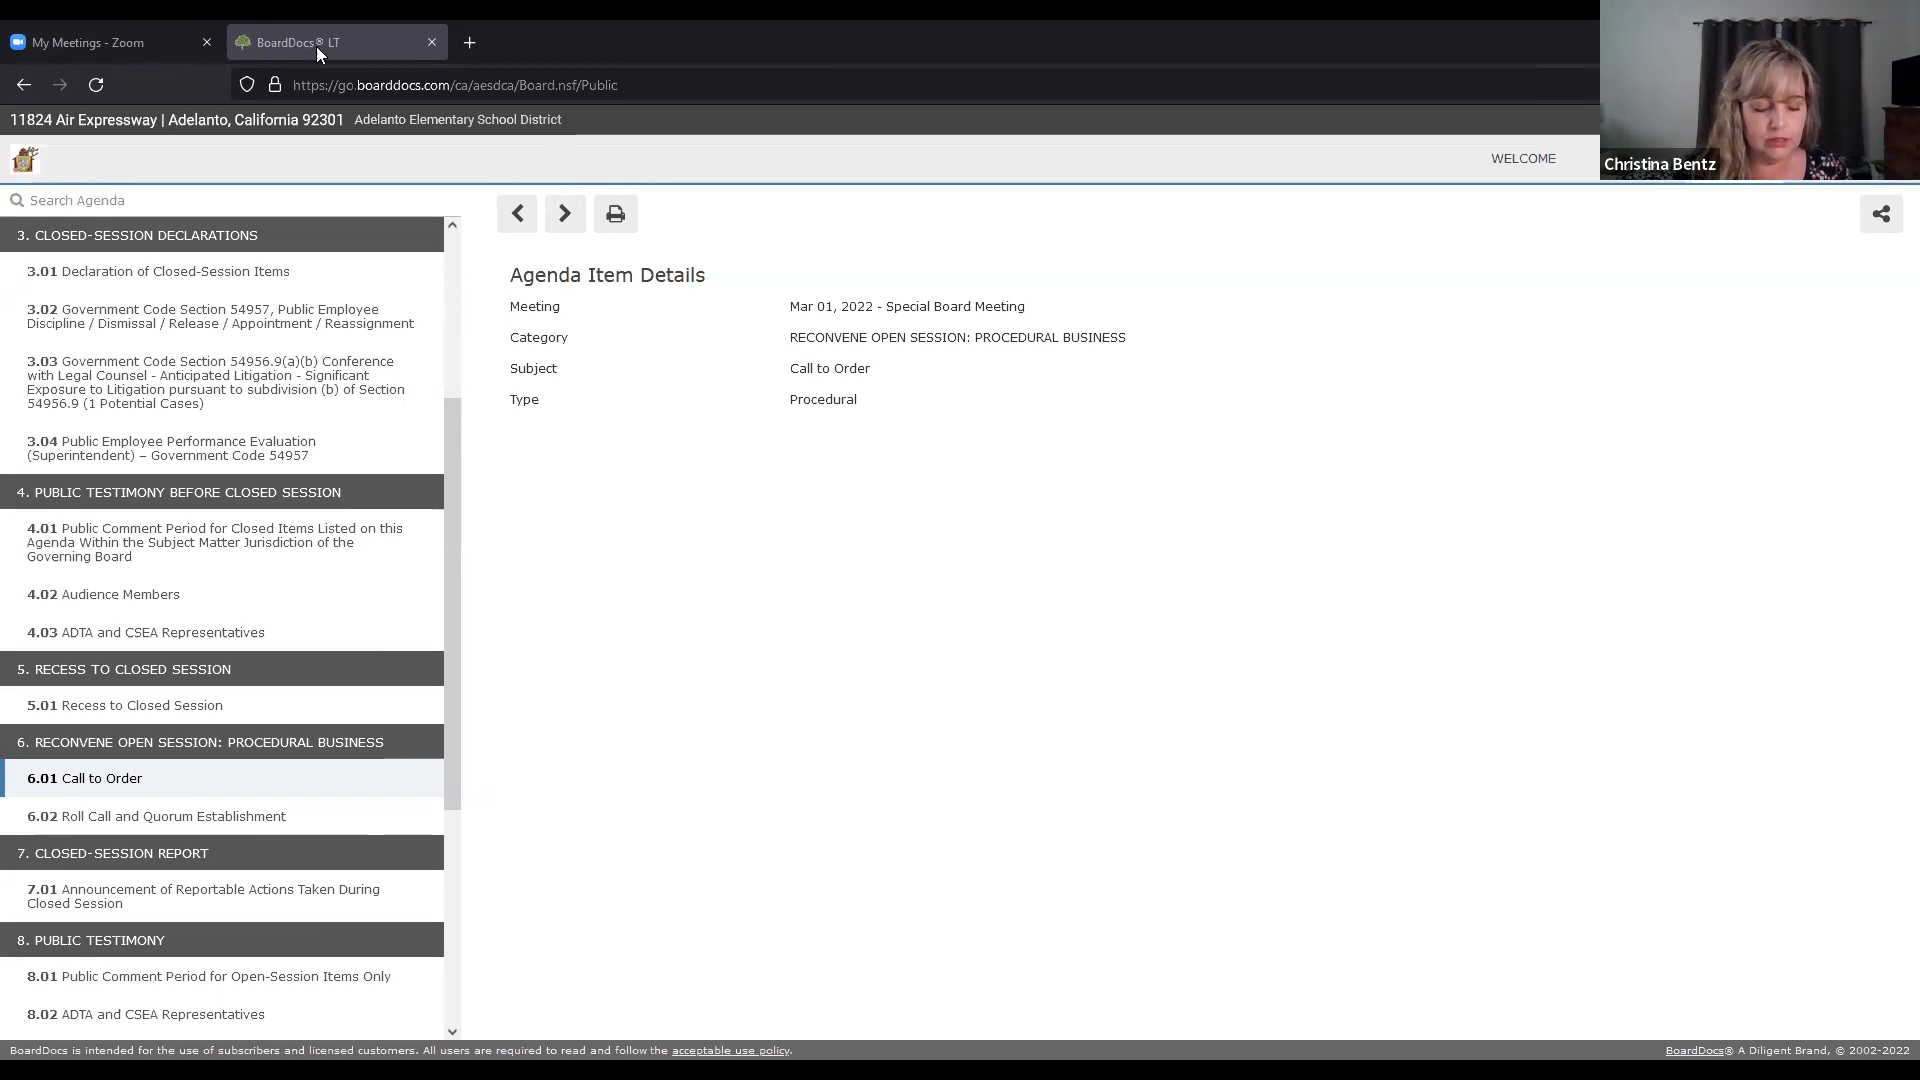 My Meetings - Zoom
BoardDocs® LT
https://go.boarddocs.com/ca/aesdca/Board.nsf/Public
11824 Air Expressway | Adelanto, California 92301 Adelanto Elementary School District
WELCOME
Christina Bentz
Search Agenda
3. CLOSED-SESSION DECLARATIONS
3.01 Declaration of Closed-Session Items
3.02 Government Code Section 54957, Public Employee
Discipline / Dismissal / Release / Appointment / Reassignment
3.03 Government Code Section 54956.9(a)(b) Conference
with Legal Counsel - Anticipated Litigation - Significant
Exposure to Litigation pursuant to subdivision (b) of Section
54956.9 (1 Potential Cases)
3.04 Public Employee Performance Evaluation
(Superintendent) – Government Code 54957
4. PUBLIC TESTIMONY BEFORE CLOSED SESSION
4.01 Public Comment Period for Closed Items Listed on this
Agenda Within the Subject Matter Jurisdiction of the
Governing Board
4.02 Audience Members
4.03 ADTA and CSEA Representatives
5. RECESS TO CLOSED SESSION
5.01 Recess to Closed Session
6. RECONVENE OPEN SESSION: PROCEDURAL BUSINESS
6.01 Call to Order
6.02 Roll Call and Quorum Establishment
7. CLOSED-SESSION REPORT
7.01 Announcement of Reportable Actions Taken During
Closed Session
8. PUBLIC TESTIMONY
8.01 Public Comment Period for Open-Session Items Only
8.02 ADTA and CSEA Representatives
Agenda Item Details
Meeting Mar 01, 2022 - Special Board Meeting
Category RECONVENE OPEN SESSION: PROCEDURAL BUSINESS
Subject Call to Order
Type Procedural
BoardDocs is intended for the use of subscribers and licensed customers. All users are required to read and follow the acceptable use policy.
BoardDocs® A Diligent Brand, © 2002-2022